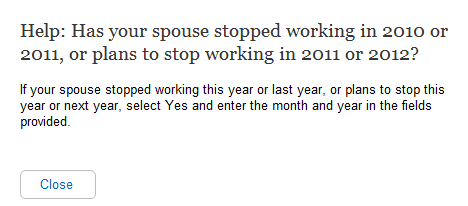 Help: Has your spouse stopped working in 2010 or
2011, or plans to stop working in 2011 or 2012?
If your spouse stopped working this year or last year, or plans to stop this
year or next year, select Yes and enter the month and year in the fields
provided.
Close